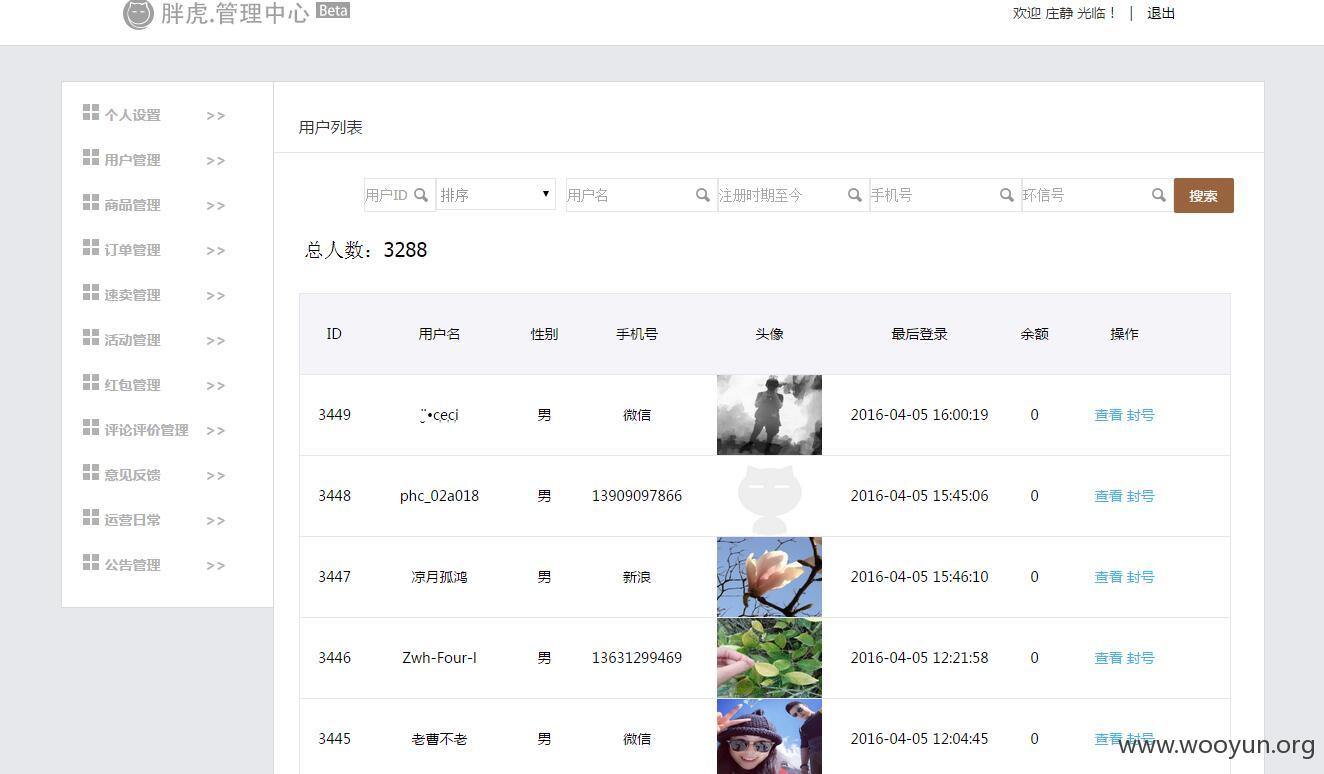 胖虎.管理中心 Beta
欢迎 庄静 光临！ | 退出
个人设置 >>
用户管理 >>
商品管理 >>
订单管理 >>
速卖管理 >>
活动管理 >>
红包管理 >>
评论评价管理 >>
意见反馈 >>
运营日常 >>
公告管理 >>
用户列表
用户ID 排序 用户名 注册时期至今 手机号 环信号 搜索
总人数：3288
ID 用户名 性别 手机号 头像 最后登录 余额 操作
3449 男 微信 2016-04-05 16:00:19 0 查看 封号
3448 phc_02a018 男 13909097866 2016-04-05 15:45:06 0 查看 封号
3447 凉月孤鸿 男 新浪 2016-04-05 15:46:10 0 查看 封号
3446 Zwh-Four-l 男 13631299469 2016-04-05 12:21:58 0 查看 封号
3445 老曹不老 男 微信 2016-04-05 12:04:45 0 查看 封号
www.wooyun.org